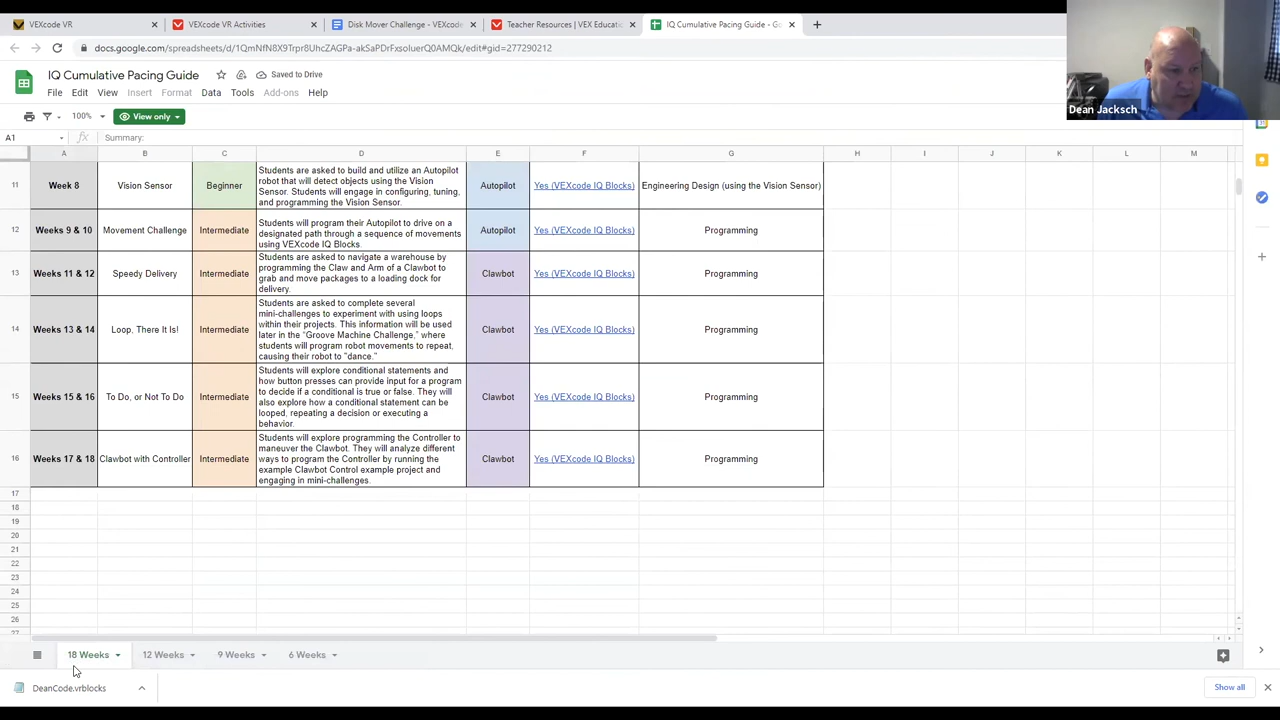 VEXcode VR
VEXcode VR Activities
Disk Mover Challenge - VEXcode
Teacher Resources | VEX Educati
IQ Cumulative Pacing Guide - Go
docs.google.com/spreadsheets/d/1QmNfN8X9Trpr8UhcZAGPa-akSaPDrFxsoluerQ0AMQk/edit#gid=277290212
IQ Cumulative Pacing Guide
Saved to Drive
File Edit View Insert Format Data Tools Add-ons Help
100%
View only
Dean Jacksch
A1
Summary:
A B C D E F G H I J K L M
11
Week 8
Vision Sensor
Beginner
Students are asked to build and utilize an Autopilot
robot that will detect objects using the Vision
Sensor. Students will engage in configuring, tuning,
and programming the Vision Sensor.
Autopilot
Yes (VEXcode IQ Blocks)
Engineering Design (using the Vision Sensor)
12
Weeks 9 & 10
Movement Challenge
Intermediate
Students will program their Autopilot to drive on a
designated path through a sequence of movements
using VEXcode IQ Blocks.
Autopilot
Yes (VEXcode IQ Blocks)
Programming
13
Weeks 11 & 12
Speedy Delivery
Intermediate
Students are asked to navigate a warehouse by
programming the Claw and Arm of a Clawbot to
grab and move packages to a loading dock for
delivery.
Clawbot
Yes (VEXcode IQ Blocks)
Programming
14
Weeks 13 & 14
Loop, There It Is!
Intermediate
Students are asked to complete several
mini-challenges to experiment with using loops
within their projects. This information will be used
later in the "Groove Machine Challenge," where
students will program robot movements to repeat,
causing their robot to "dance."
Clawbot
Yes (VEXcode IQ Blocks)
Programming
15
Weeks 15 & 16
To Do, or Not To Do
Intermediate
Students will explore conditional statements and
how button presses can provide input for a program
to decide if a conditional is true or false. They will
also explore how a conditional statement can be
looped, repeating a decision or executing a
behavior.
Clawbot
Yes (VEXcode IQ Blocks)
Programming
16
Weeks 17 & 18
Clawbot with Controller
Intermediate
Students will explore programming the Controller to
maneuver the Clawbot. They will analyze different
ways to program the Controller by running the
example Clawbot Control example project and
engaging in mini-challenges.
Clawbot
Yes (VEXcode IQ Blocks)
Programming
17
18
19
20
21
22
23
24
25
26
27
18 Weeks
12 Weeks
9 Weeks
6 Weeks
DeanCode.vrblocks
Show all